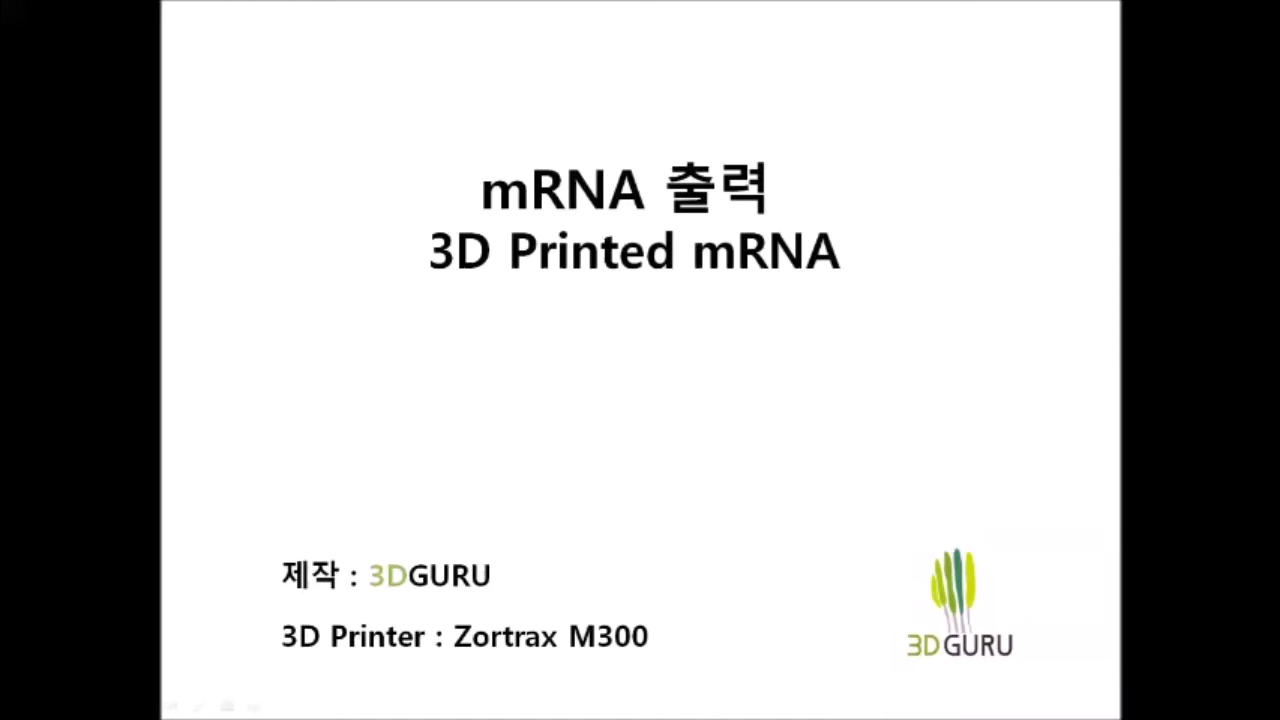 mRNA 출력
3D Printed mRNA
제작 : 3DGURU
3D Printer : Zortrax M300
3DGURU